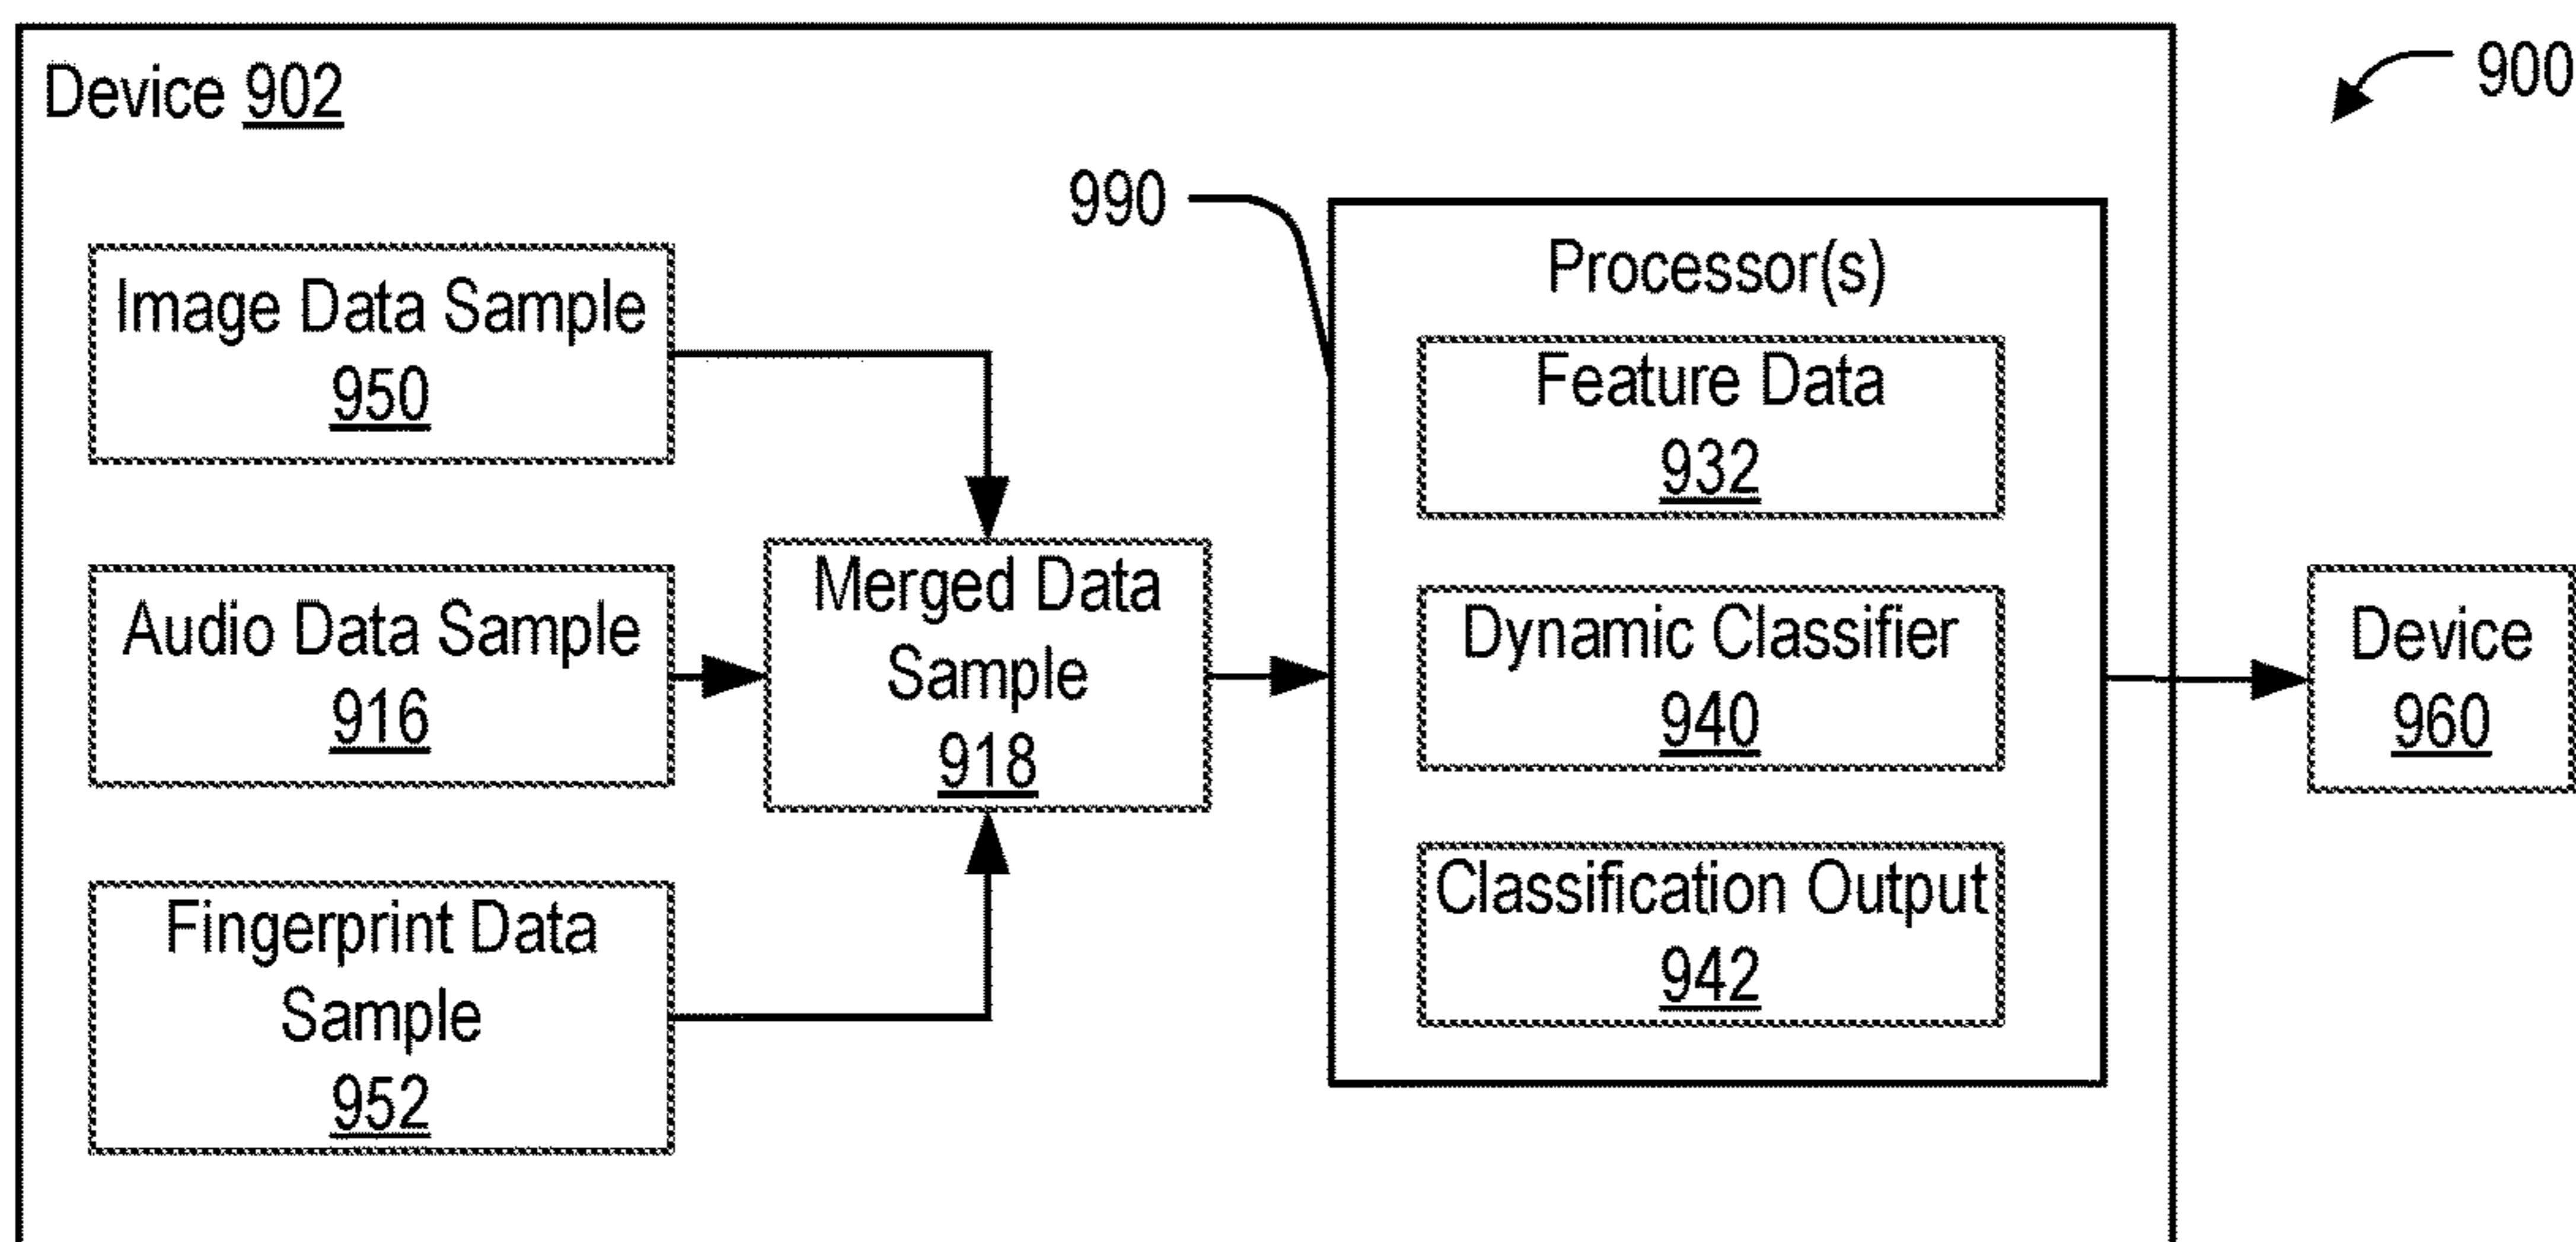 Device 902
900
990
Image Data Sample
950
Audio Data Sample
916
Fingerprint Data
Sample
952
Merged Data
Sample
918
Processor(s)
Feature Data
932
Dynamic Classifier
940
Classification Output
942
Device
960